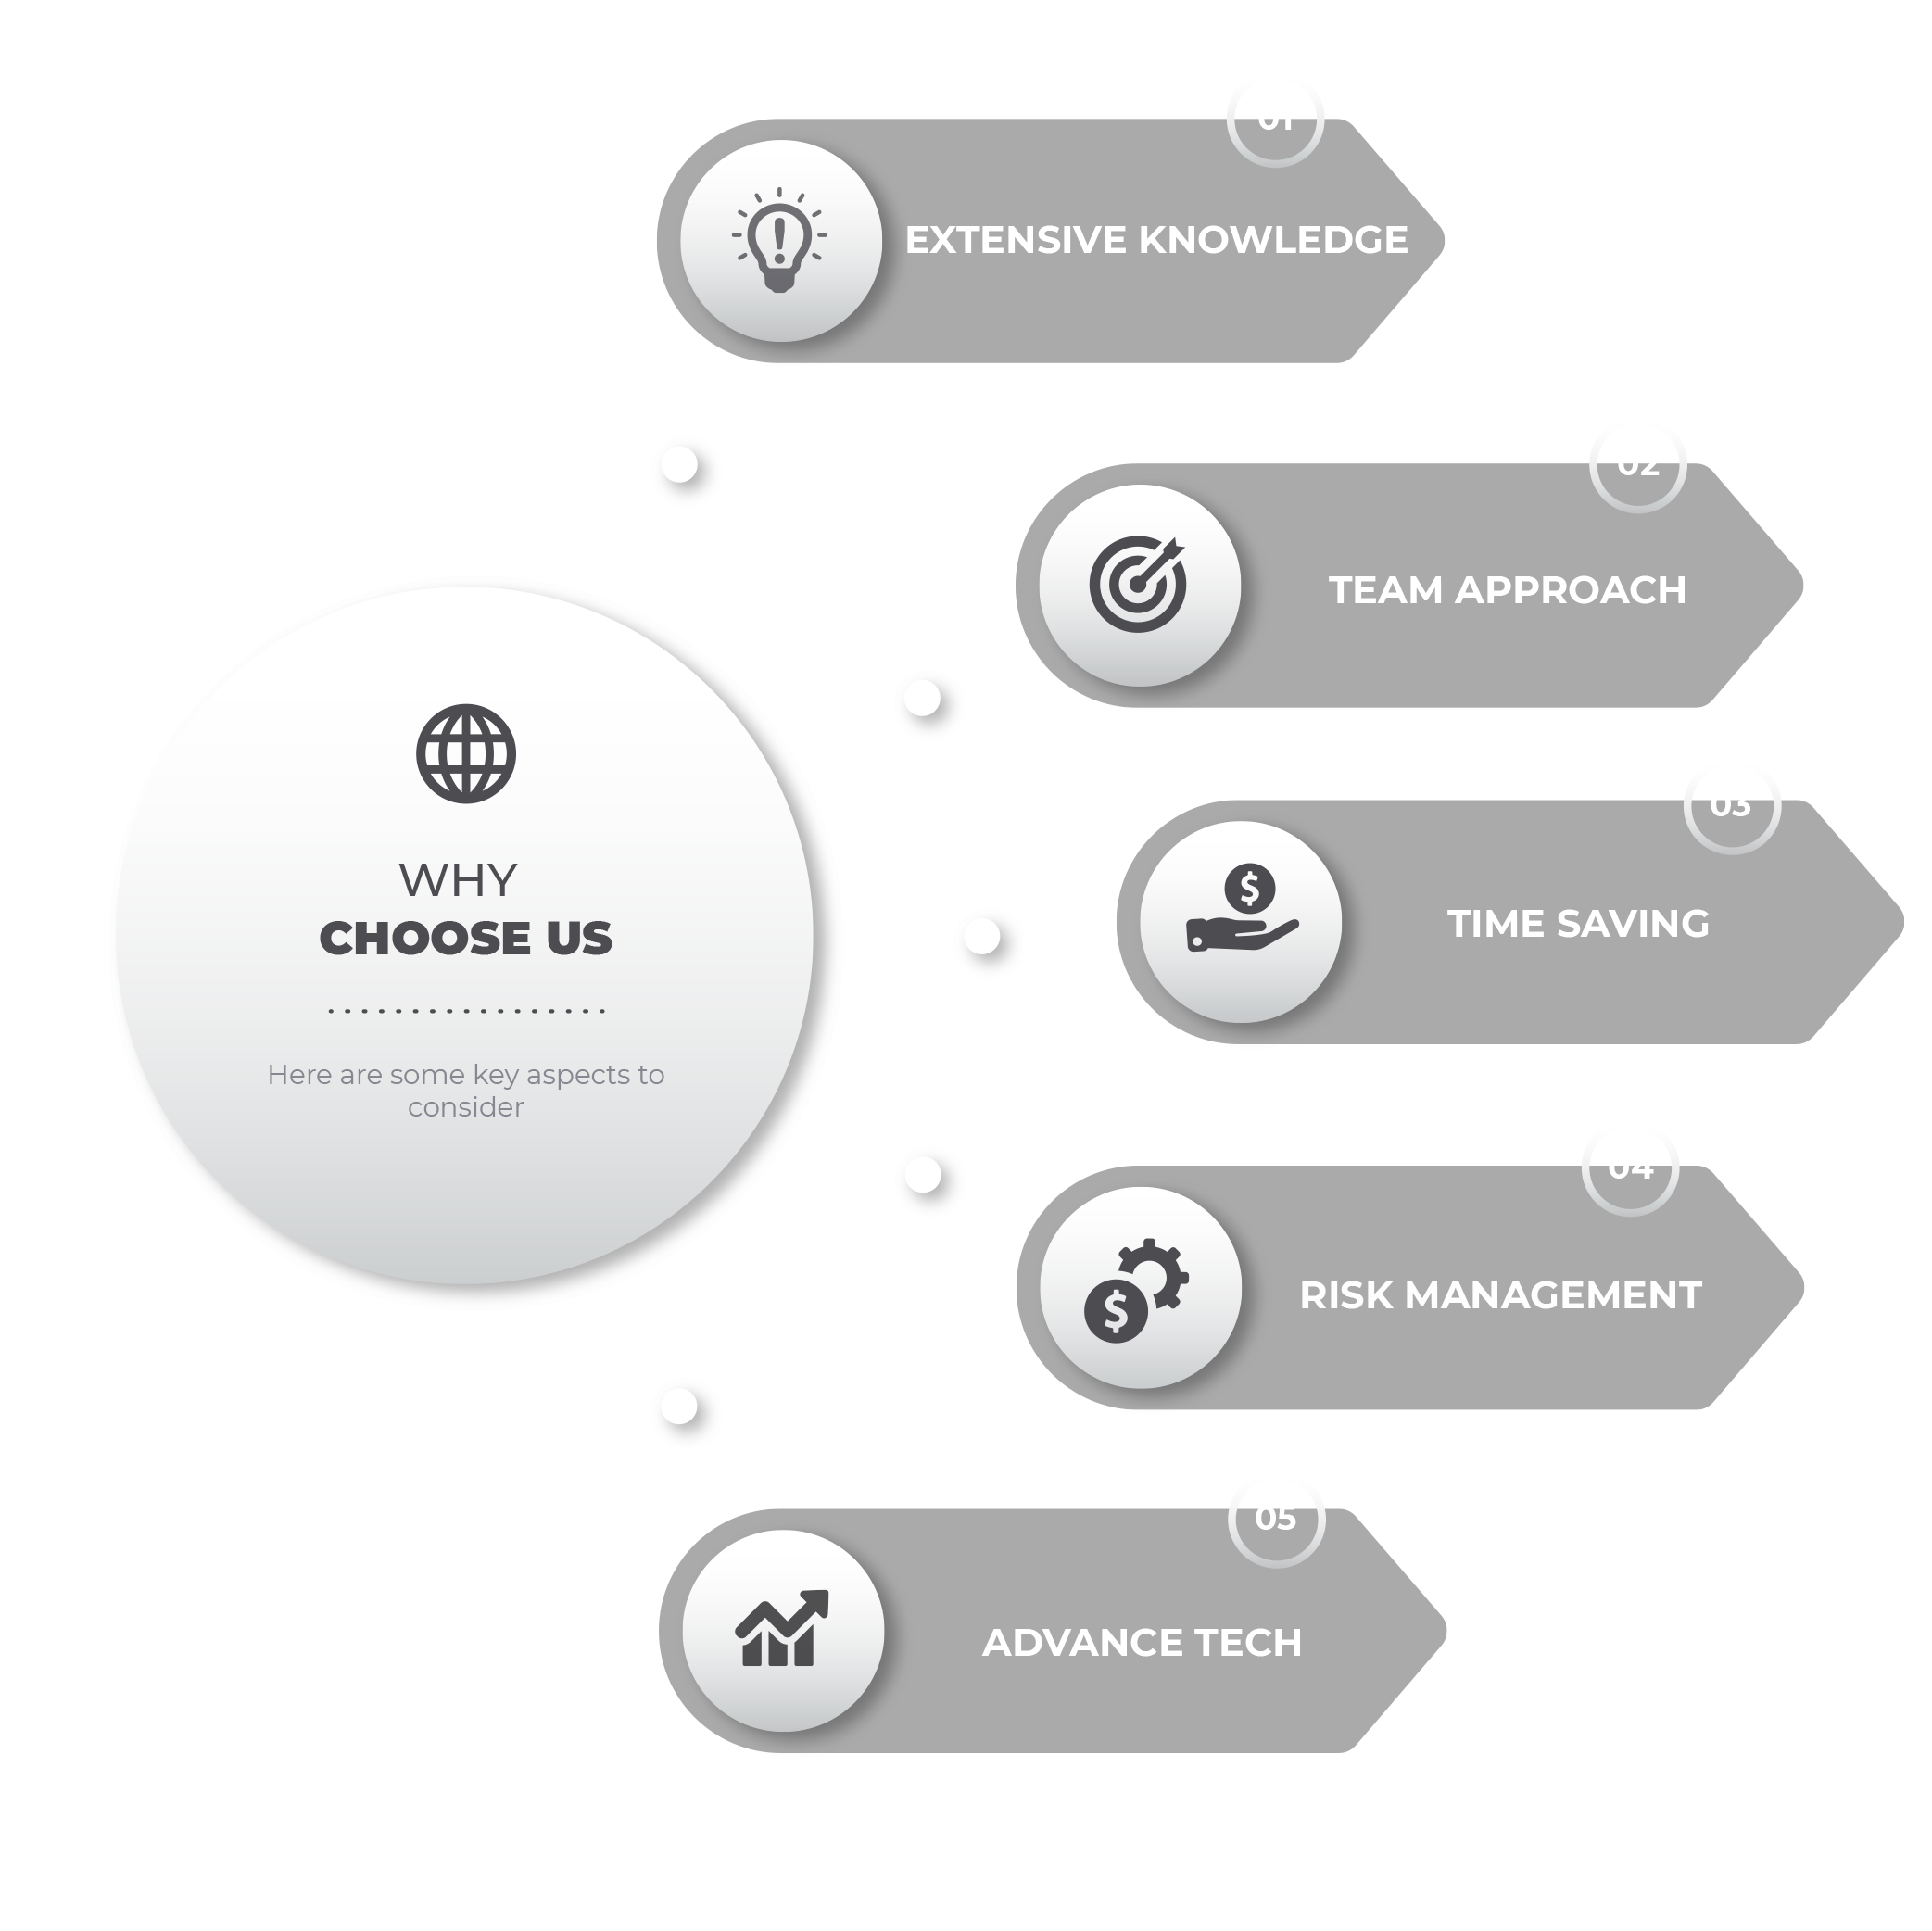 WHY
CHOOSE US
Here are some key aspects to
consider
01
EXTENSIVE KNOWLEDGE
02
TEAM APPROACH
03
TIME SAVING
04
RISK MANAGEMENT
05
ADVANCE TECH